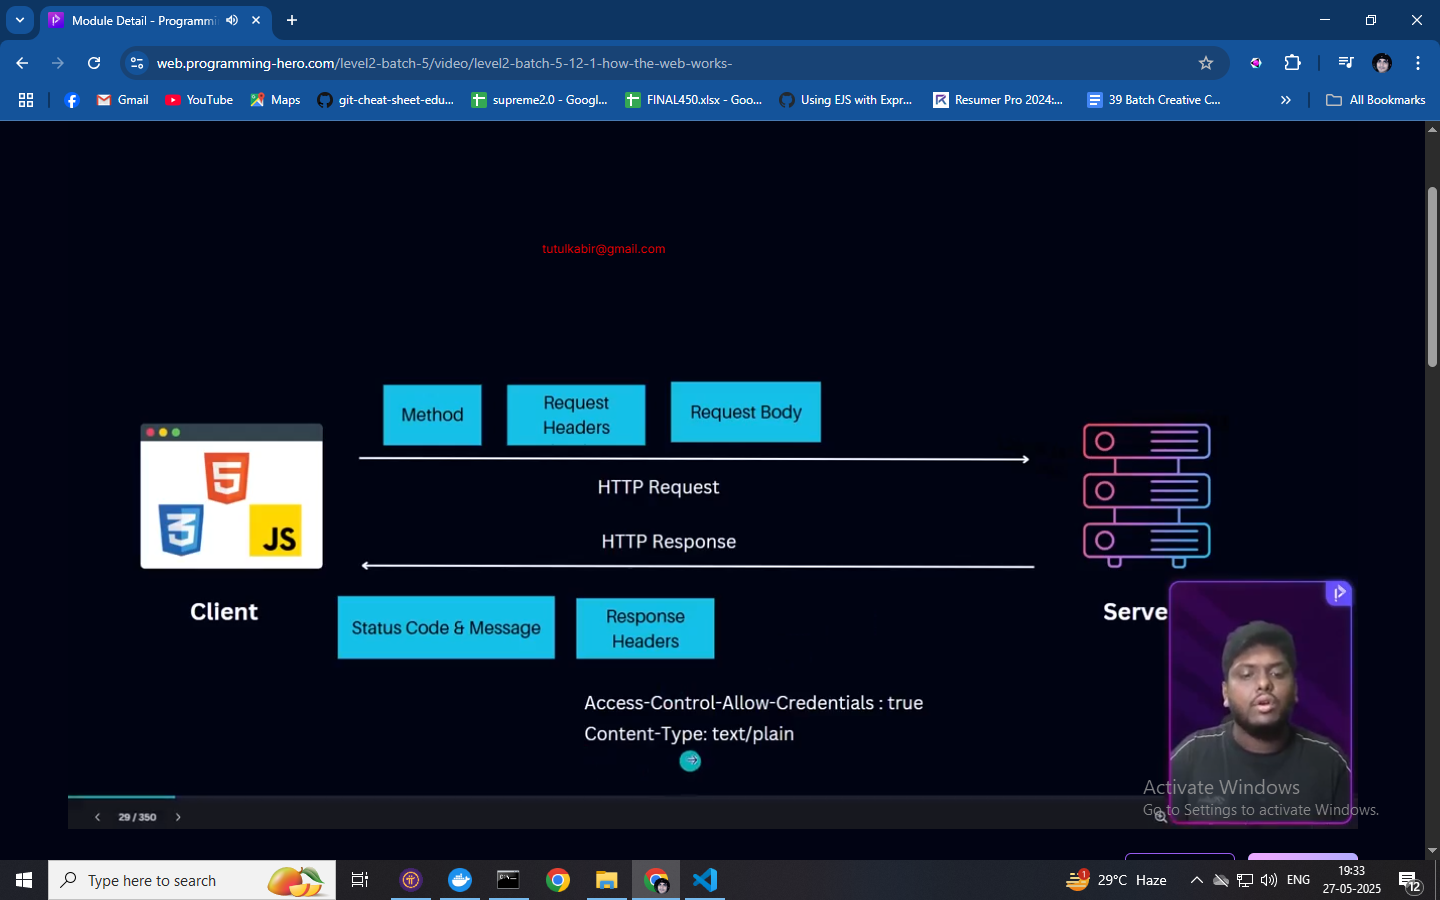 Module Detail - Programmi
web.programming-hero.com/level2-batch-5/video/level2-batch-5-12-1-how-the-web-works-
Gmail
YouTube
Maps
git-cheat-sheet-edu...
supreme2.0 - Googl...
FINAL450.xlsx - Goo...
Using EJS with Expr...
Resumer Pro 2024:...
39 Batch Creative C...
All Bookmarks
tutulkabir@gmail.com
Method
Request
Headers
Request Body
HTTP Request
JS
HTTP Response
Client
Serve
Status Code & Message
Response
Headers
Access-Control-Allow-Credentials : true
Content-Type: text/plain
Activate Windows
Go to Settings to activate Windows.
29 / 350
Type here to search
1
29°C Haze
ENG
19:33
27-05-2025
12